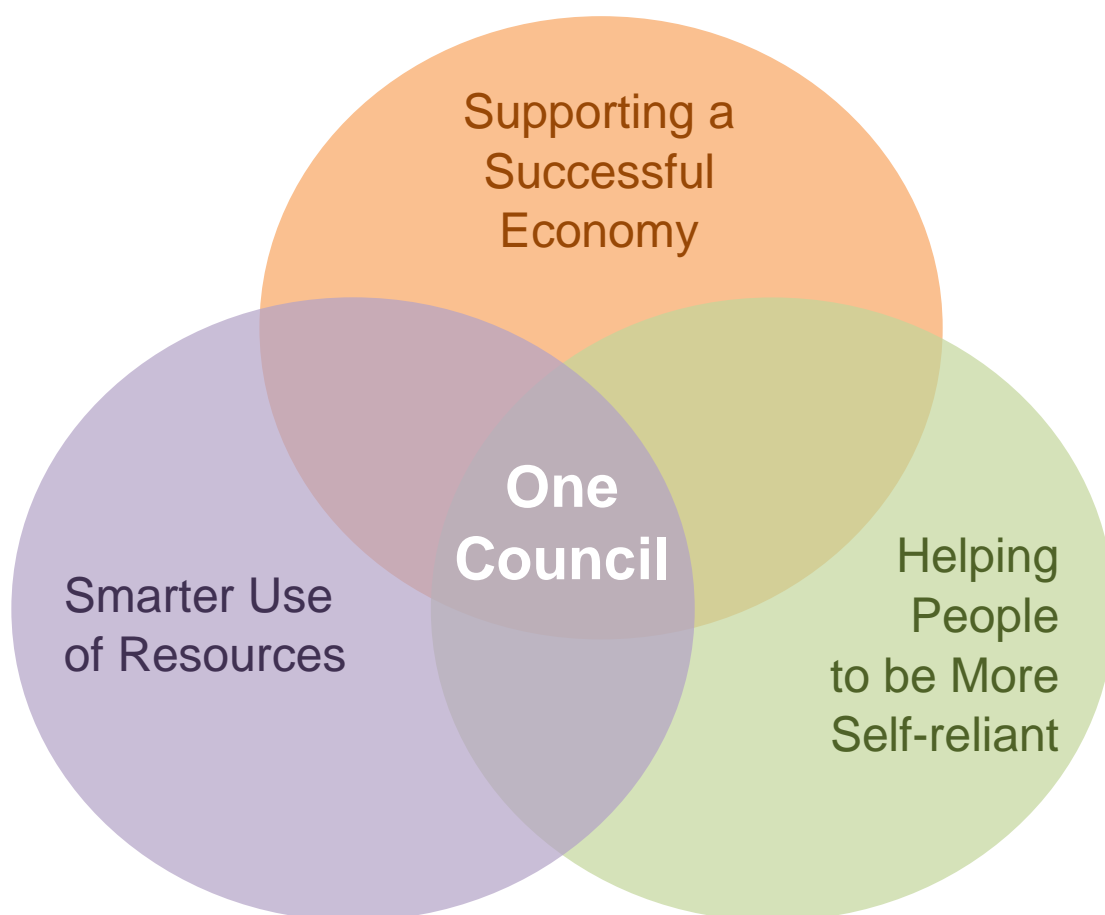 Supporting a
Successful
Economy
One
Council
Smarter Use
of Resources
Helping
People
to be More
Self-reliant